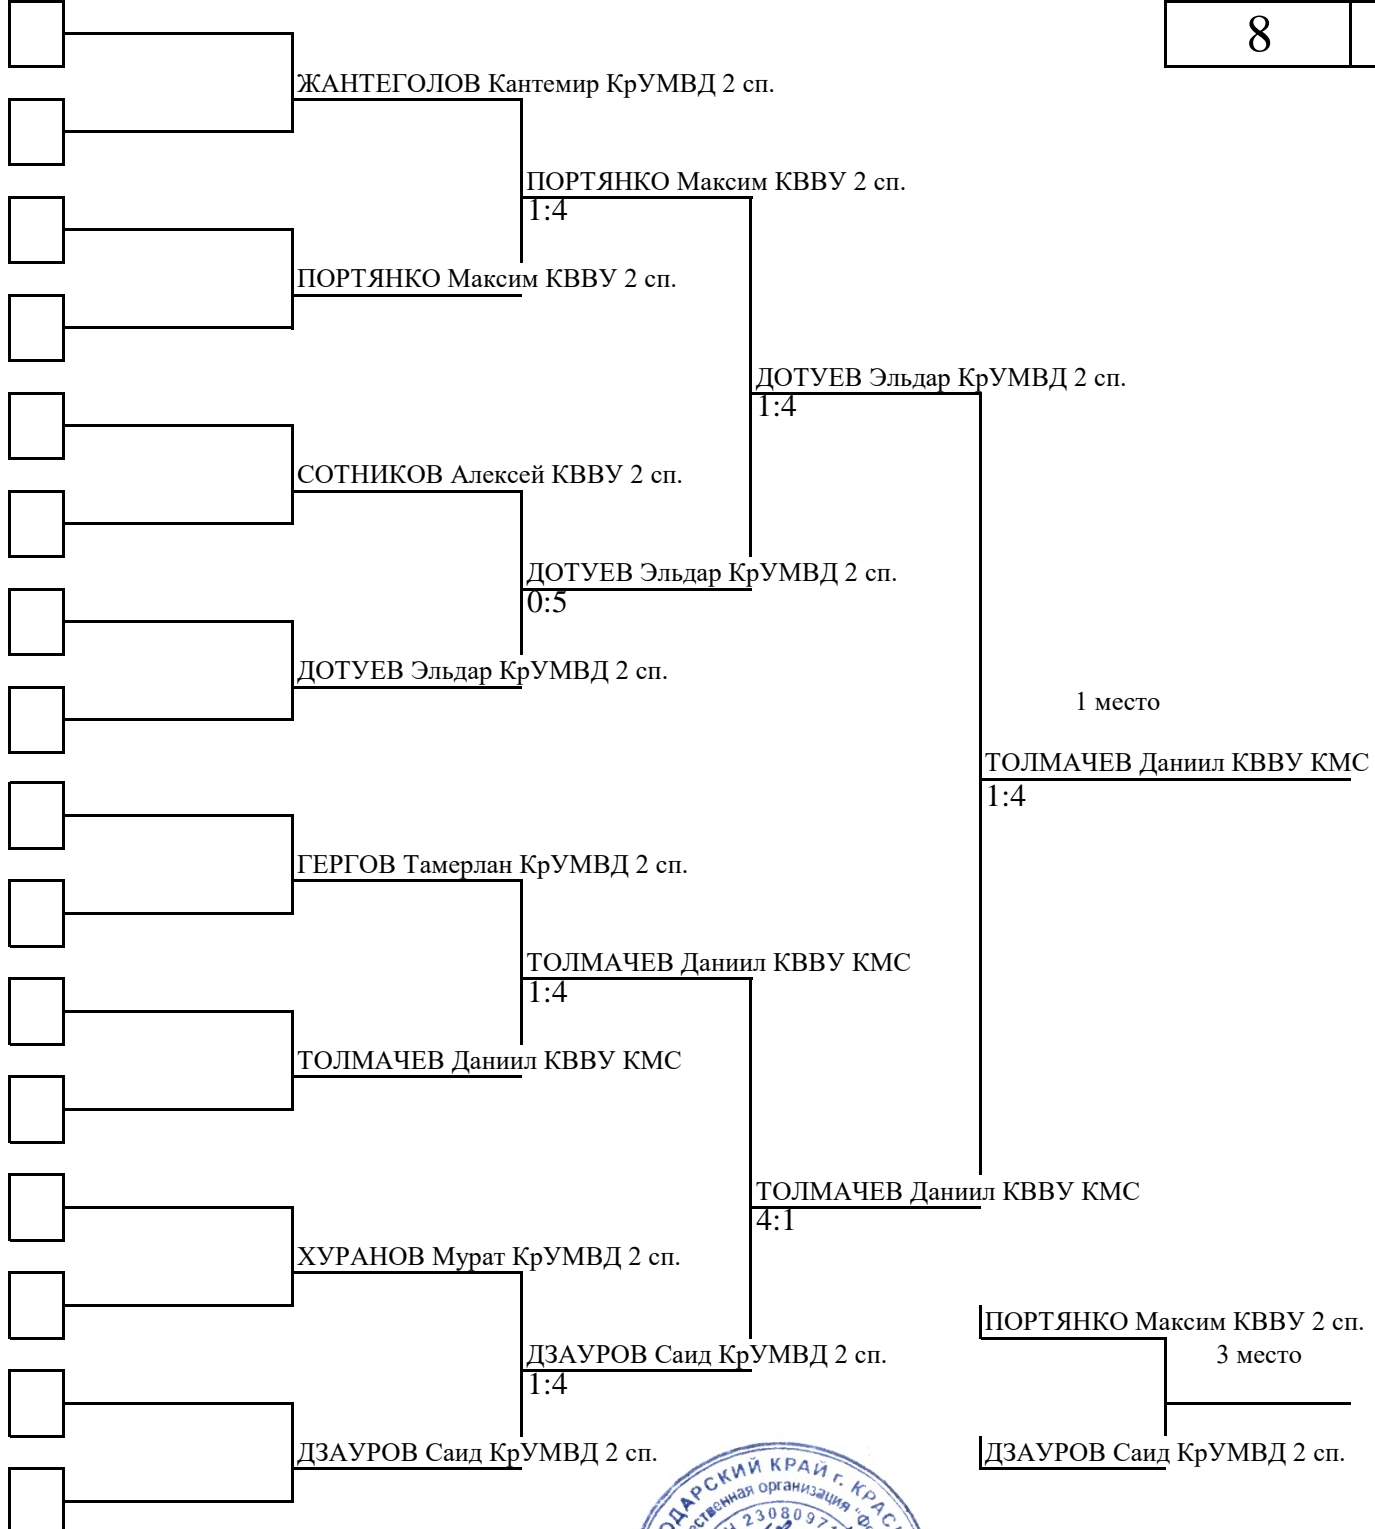 8
ЖАНТЕГОЛОВ Кантемир КрУМВД 2 сп.
ПОРТЯНКО Максим КВВУ 2 сп.
1:4
ПОРТЯНКО Максим КВВУ 2 сп.
ДОТУЕВ Эльдар КрУМВД 2 сп.
1:4
СОТНИКОВ Алексей КВВУ 2 сп.
ДОТУЕВ Эльдар КрУМВД 2 сп.
0:5
ДОТУЕВ Эльдар КрУМВД 2 сп.
1 место
ТОЛМАЧЕВ Даниил КВВУ КМС
1:4
ГЕРГОВ Тамерлан КрУМВД 2 сп.
ТОЛМАЧЕВ Даниил КВВУ КМС
1:4
ТОЛМАЧЕВ Даниил КВВУ КМС
ТОЛМАЧЕВ Даниил КВВУ КМС
4:1
ХУРАНОВ Мурат КрУМВД 2 сп.
ПОРТЯНКО Максим КВВУ 2 сп.
ДЗАУРОВ Саид КрУМВД 2 сп.
3 место
1:4
ДЗАУРОВ Саид КрУМВД 2 сп.
ДЗАУРОВ Саид КрУМВД 2 сп.
КРАЙ г.
организация